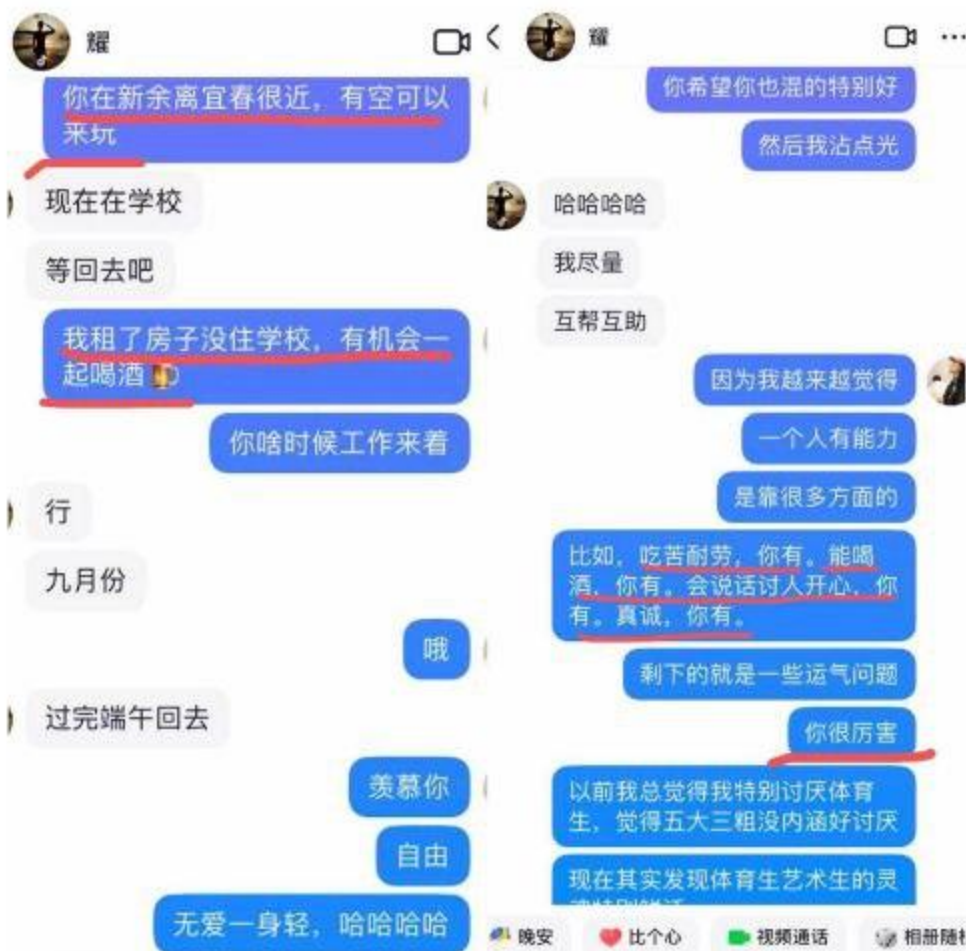 耀
你在新余离宜春很近，有空可以
来玩
现在在学校
等回去吧
我租了房子没住学校，有机会一
起喝酒🍺
你啥时候工作来着
行
九月份
哦
过完端午回去
羡慕你
自由
无爱一身轻，哈哈哈哈
耀
你希望你也混的特别好
然后我沾点光
哈哈哈哈
我尽量
互帮互助
因为我越来越觉得
一个人有能力
是靠很多方面的
比如，吃苦耐劳，你有。能喝
酒，你有。会说话讨人开心，你
有。真诚，你有。
剩下的就是一些运气问题
你很厉害
以前我总觉得我特别讨厌体育
生，觉得五大三粗没内涵好讨厌
现在其实发现体育生艺术生的灵
晚安
比个心
视频通话
相册随